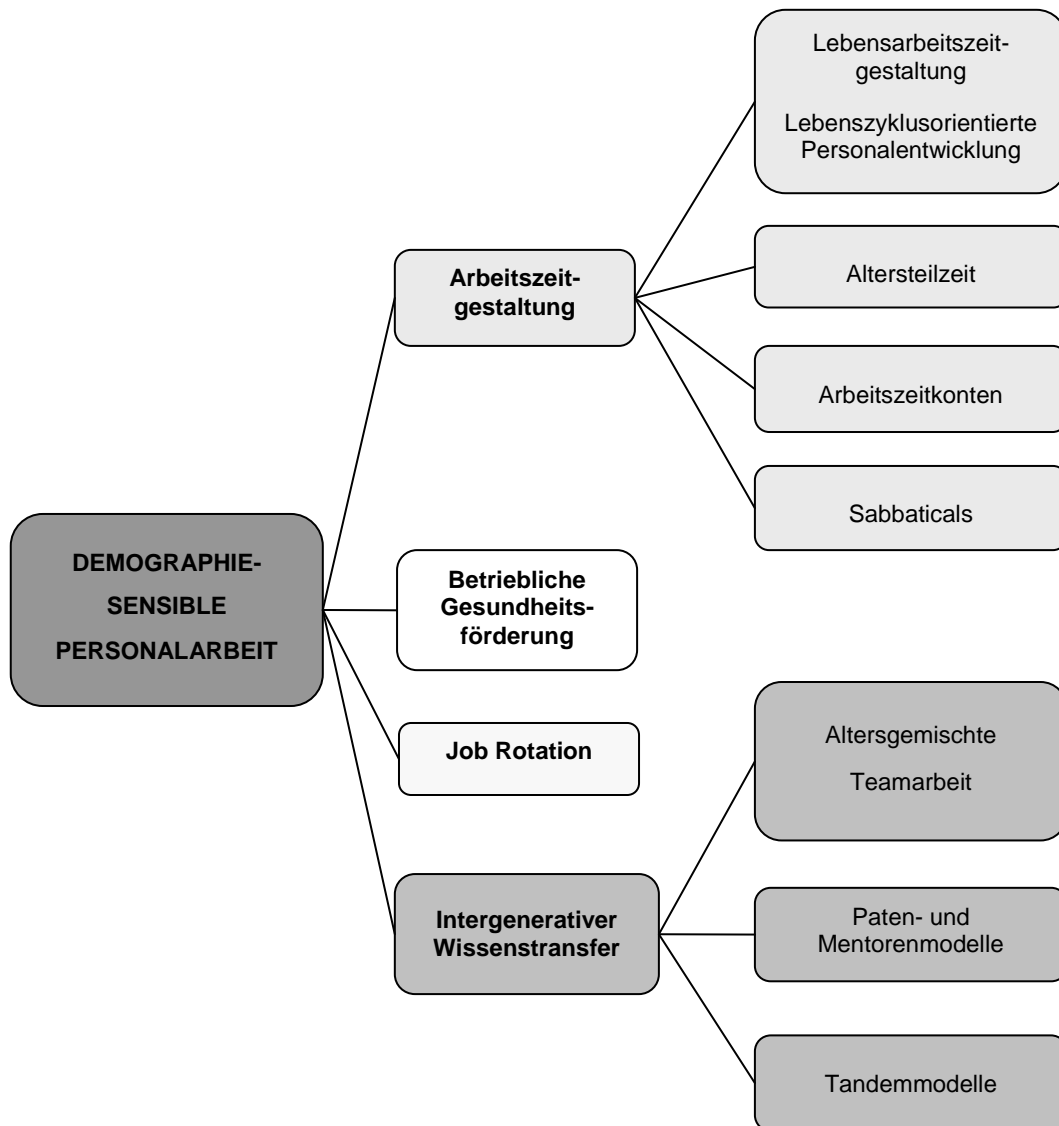 Lebensarbeitszeit-
gestaltung
Lebenszyklusorientierte
Personalentwicklung
Arbeitszeit-
gestaltung
Altersteilzeit
Arbeitszeitkonten
Sabbaticals
DEMOGRAPHIE-
SENSIBLE
PERSONALARBEIT
Betriebliche
Gesundheits-
förderung
Job Rotation
Altersgemischte
Teamarbeit
Intergenerativer
Wissenstransfer
Paten- und
Mentorenmodelle
Tandemmodelle